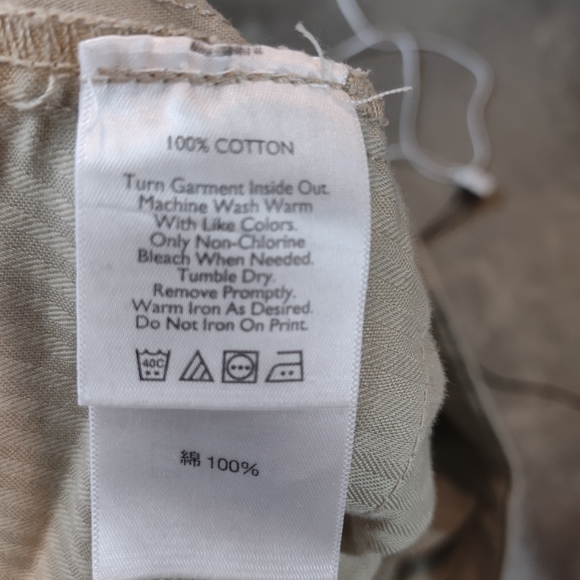 100% COTTON
Turn Garment Inside Out.
Machine Wash Warm
With Like Colors.
Only Non-Chlorine
Bleach When Needed.
Tumble Dry.
Remove Promptly.
Warm Iron As Desired.
Do Not Iron On Print.
40C
綿 100%